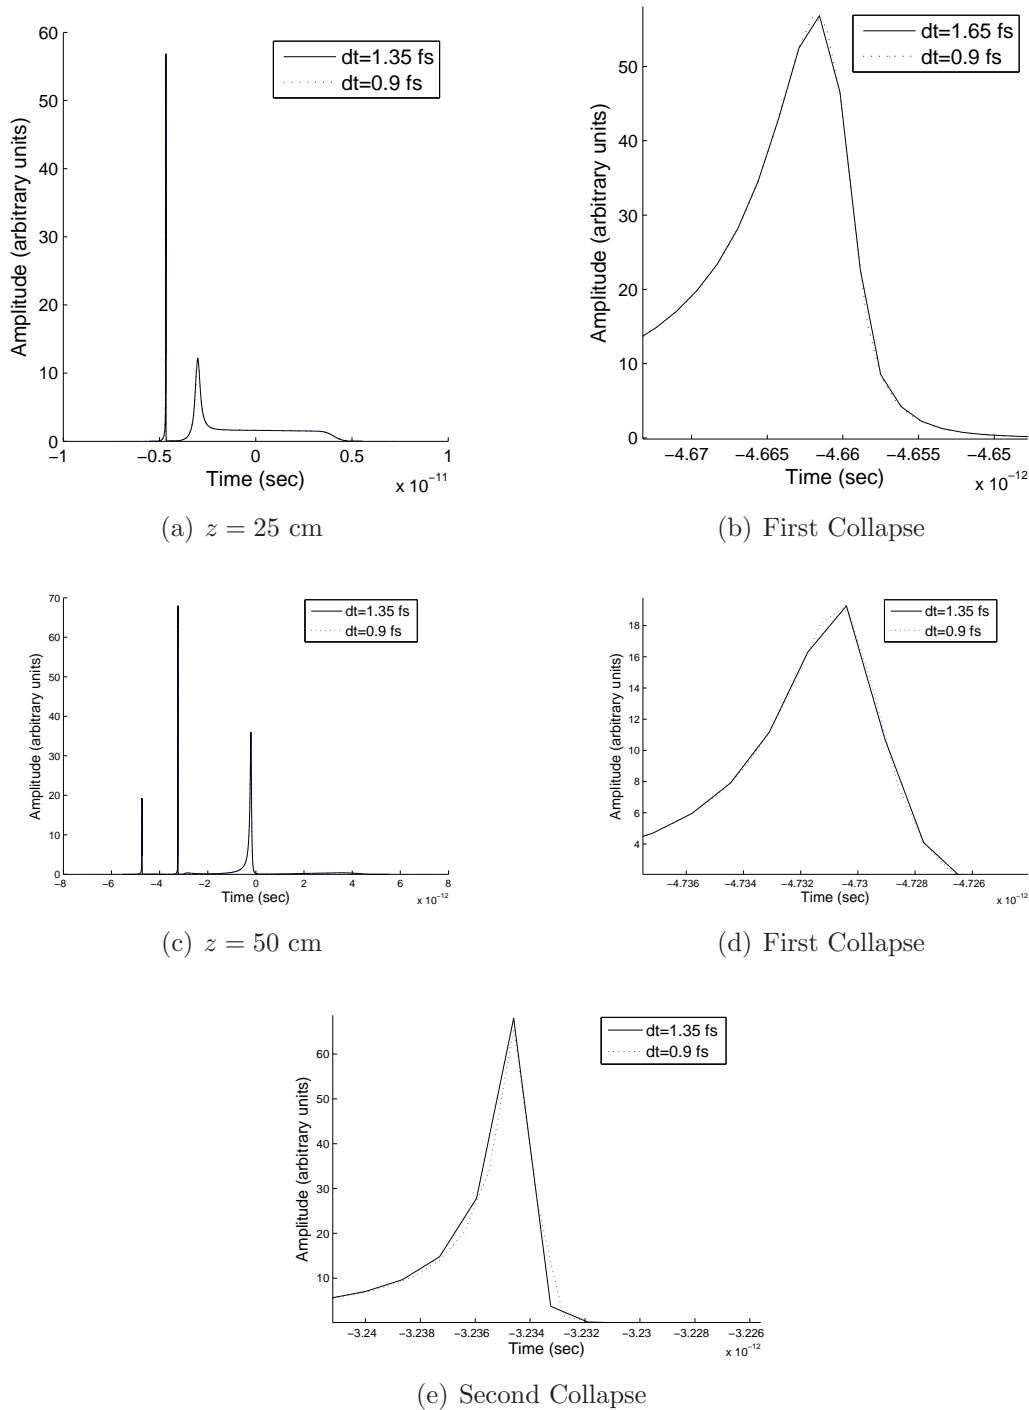 60
50
40
30
20
10
0
Amplitude (arbitrary units)
−1
−0.5
0
0.5
1
Time (sec)
x 10⁻¹¹
dt=1.35 fs
dt=0.9 fs
(a) z = 25 cm
50
40
30
20
10
0
Amplitude (arbitrary units)
−4.67
−4.665
−4.66
−4.655
−4.65
Time (sec)
x 10⁻¹²
dt=1.65 fs
dt=0.9 fs
(b) First Collapse
70
60
50
40
30
20
10
0
Amplitude (arbitrary units)
−8
−6
−4
−2
0
2
4
6
8
Time (sec)
x 10⁻¹²
dt=1.35 fs
dt=0.9 fs
(c) z = 50 cm
18
16
14
12
10
8
6
4
Amplitude (arbitrary units)
−4.736
−4.734
−4.732
−4.73
−4.728
−4.726
Time (sec)
x 10⁻¹²
dt=1.35 fs
dt=0.9 fs
(d) First Collapse
60
50
40
30
20
10
Amplitude (arbitrary units)
−3.24
−3.238
−3.236
−3.234
−3.232
−3.23
−3.228
−3.226
Time (sec)
x 10⁻¹²
dt=1.35 fs
dt=0.9 fs
(e) Second Collapse